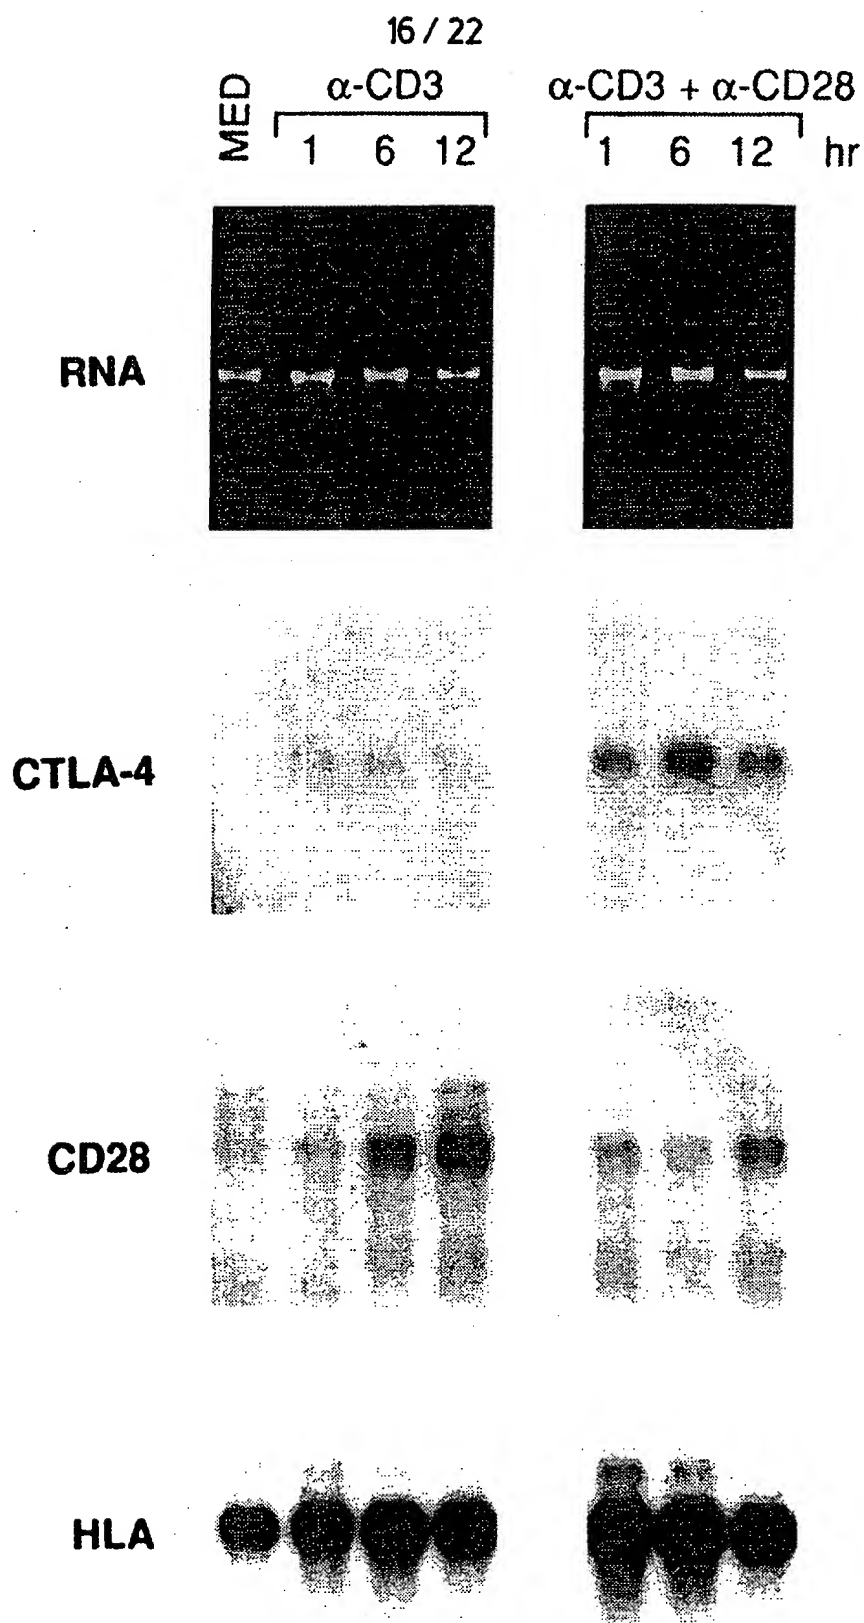 16 / 22
MED α-CD3 α-CD3 + α-CD28
1 6 12 1 6 12 hr
RNA
CTLA-4
CD28
HLA